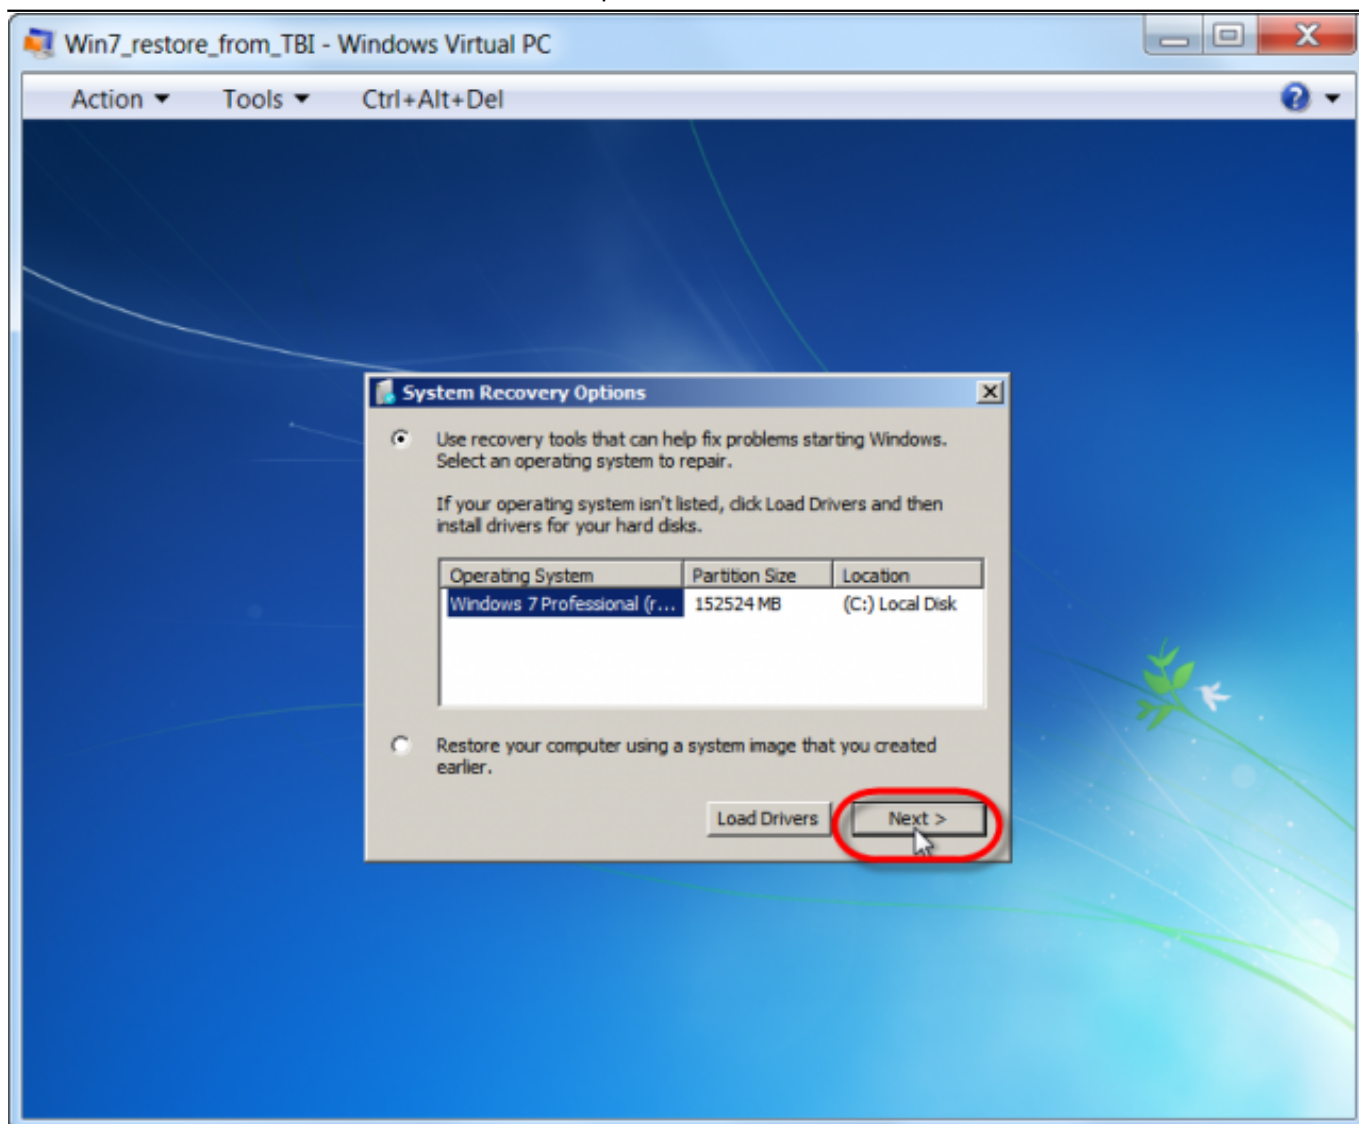 Win7_restore_from_TBI - Windows Virtual PC
Action Tools Ctrl+Alt+Del
System Recovery Options
Use recovery tools that can help fix problems starting Windows.
Select an operating system to repair.
If your operating system isn't listed, click Load Drivers and then
install drivers for your hard disks.
Operating System Partition Size Location
Windows 7 Professional (r... 152524 MB (C:) Local Disk
Restore your computer using a system image that you created
earlier.
Load Drivers Next >